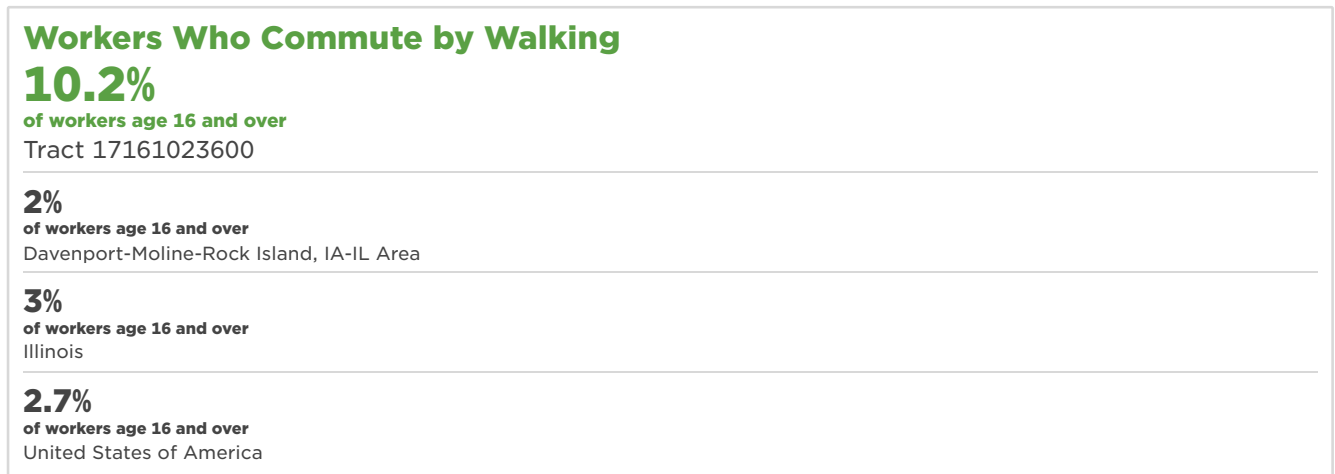 Workers Who Commute by Walking
10.2%
of workers age 16 and over
Tract 17161023600
2%
of workers age 16 and over
Davenport-Moline-Rock Island, IA-IL Area
3%
of workers age 16 and over
Illinois
2.7%
of workers age 16 and over
United States of America